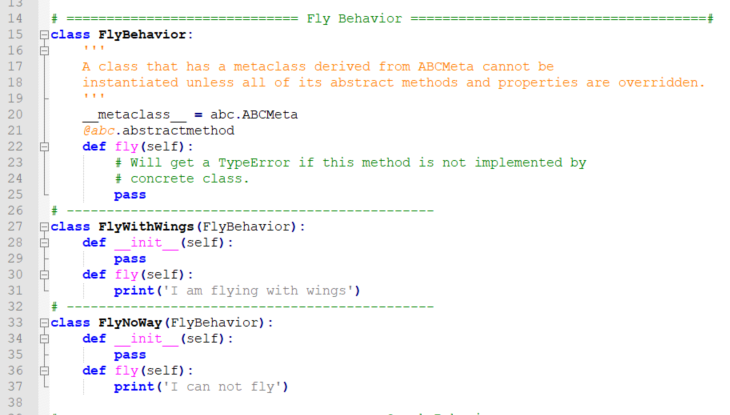 13
14 # ============================= Fly Behavior =====================================#
15 class FlyBehavior:
16 '''
17 A class that has a metaclass derived from ABCMeta cannot be
18 instantiated unless all of its abstract methods and properties are overridden.
19 '''
20 __metaclass__ = abc.ABCMeta
21 @abc.abstractmethod
22 def fly(self):
23 # Will get a TypeError if this method is not implemented by
24 # concrete class.
25 pass
26 # ----------------------------------------------
27 class FlyWithWings(FlyBehavior):
28 def __init__(self):
29 pass
30 def fly(self):
31 print('I am flying with wings')
32 # ----------------------------------------------
33 class FlyNoWay(FlyBehavior):
34 def __init__(self):
35 pass
36 def fly(self):
37 print('I can not fly')
38